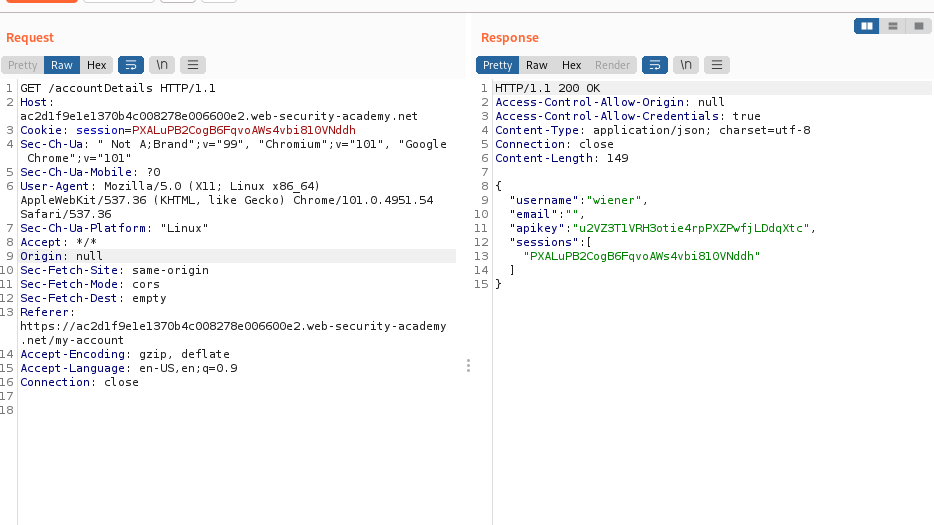 Request
Pretty Raw Hex \n
1 GET /accountDetails HTTP/1.1
2 Host:
ac2d1f9e1e1370b4c008278e006600e2.web-security-academy.net
3 Cookie: session=PXALuPB2CogB6FqvoAWs4vbi810VNddh
4 Sec-Ch-Ua: " Not A;Brand";v="99", "Chromium";v="101", "Google
Chrome";v="101"
5 Sec-Ch-Ua-Mobile: ?0
6 User-Agent: Mozilla/5.0 (X11; Linux x86_64)
AppleWebKit/537.36 (KHTML, like Gecko) Chrome/101.0.4951.54
Safari/537.36
7 Sec-Ch-Ua-Platform: "Linux"
8 Accept: */*
9 Origin: null
10 Sec-Fetch-Site: same-origin
11 Sec-Fetch-Mode: cors
12 Sec-Fetch-Dest: empty
13 Referer:
https://ac2d1f9e1e1370b4c008278e006600e2.web-security-academy
.net/my-account
14 Accept-Encoding: gzip, deflate
15 Accept-Language: en-US,en;q=0.9
16 Connection: close
17
18
Response
Pretty Raw Hex Render \n
1 HTTP/1.1 200 OK
2 Access-Control-Allow-Origin: null
3 Access-Control-Allow-Credentials: true
4 Content-Type: application/json; charset=utf-8
5 Connection: close
6 Content-Length: 149
7
8 {
9 "username":"wiener",
10 "email":"",
11 "apikey":"u2VZ3T1VRH3otie4rpPXZPwfjLDdqXtc",
12 "sessions":[
13 "PXALuPB2CogB6FqvoAWs4vbi810VNddh"
14 ]
15 }